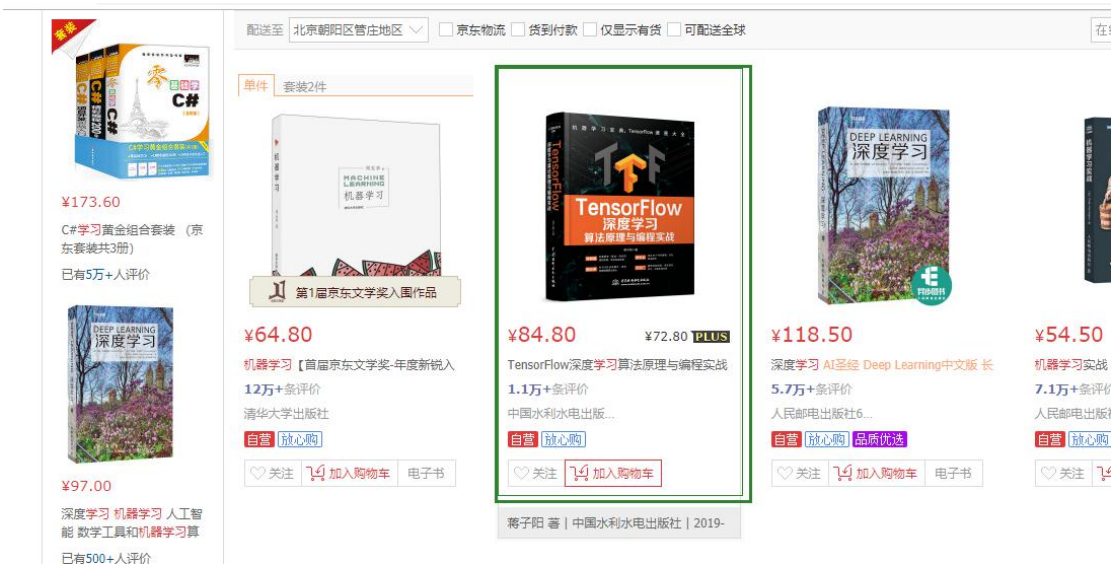 配送至 北京朝阳区管庄地区 京东物流 货到付款 仅显示有货 可配送全球
套装
零基础学
C#
¥173.60
C#学习黄金组合套装 （京
东套装共3册）
已有5万+人评价
DEEP LEARNING
深度学习
¥97.00
深度学习 机器学习 人工智
能 数学工具和机器学习算
已有500+人评价
单件 套装2件
机器学习
MACHINE
LEARNING
机器学习
第1届京东文学奖入围作品
¥64.80
机器学习【首届京东文学奖-年度新锐入
12万+条评价
清华大学出版社
自营 放心购
关注 加入购物车 电子书
TensorFlow
TensorFlow
深度学习
算法原理与编程实战
¥84.80 ¥72.80 PLUS
TensorFlow深度学习算法原理与编程实战
1.1万+条评价
中国水利水电出版...
自营 放心购
关注 加入购物车
蒋子阳 著 | 中国水利水电出版社 | 2019-
DEEP LEARNING
深度学习
¥118.50
深度学习 AI圣经 Deep Learning中文版 长
5.7万+条评价
人民邮电出版社6...
自营 放心购 品质优选
关注 加入购物车 电子书
机器学习实战
¥54.50
机器学习实战
7.1万+条评价
人民邮电出版社
自营 放心购
关注